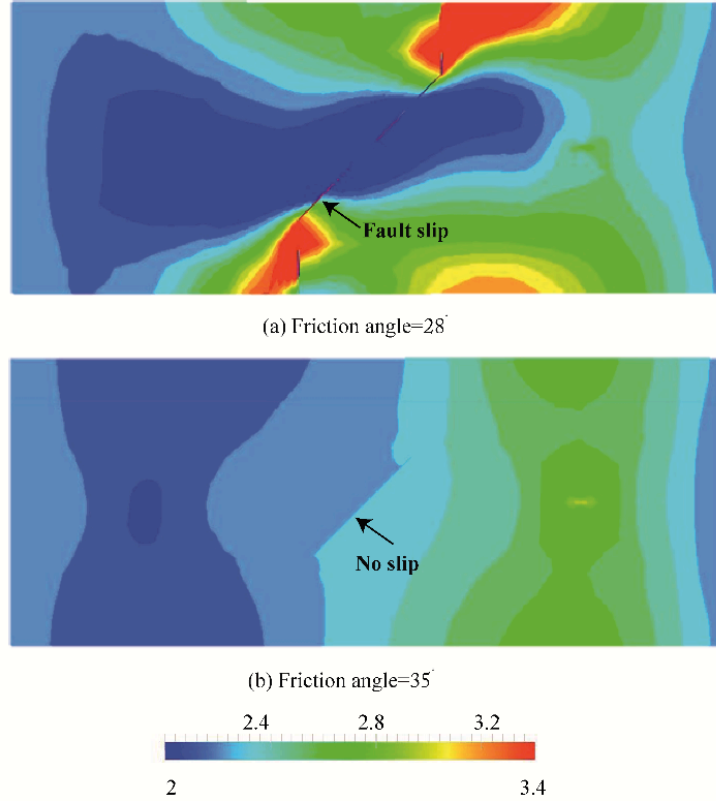 Fault slip
(a) Friction angle=28°
No slip
(b) Friction angle=35°
2.4 2.8 3.2
2 3.4